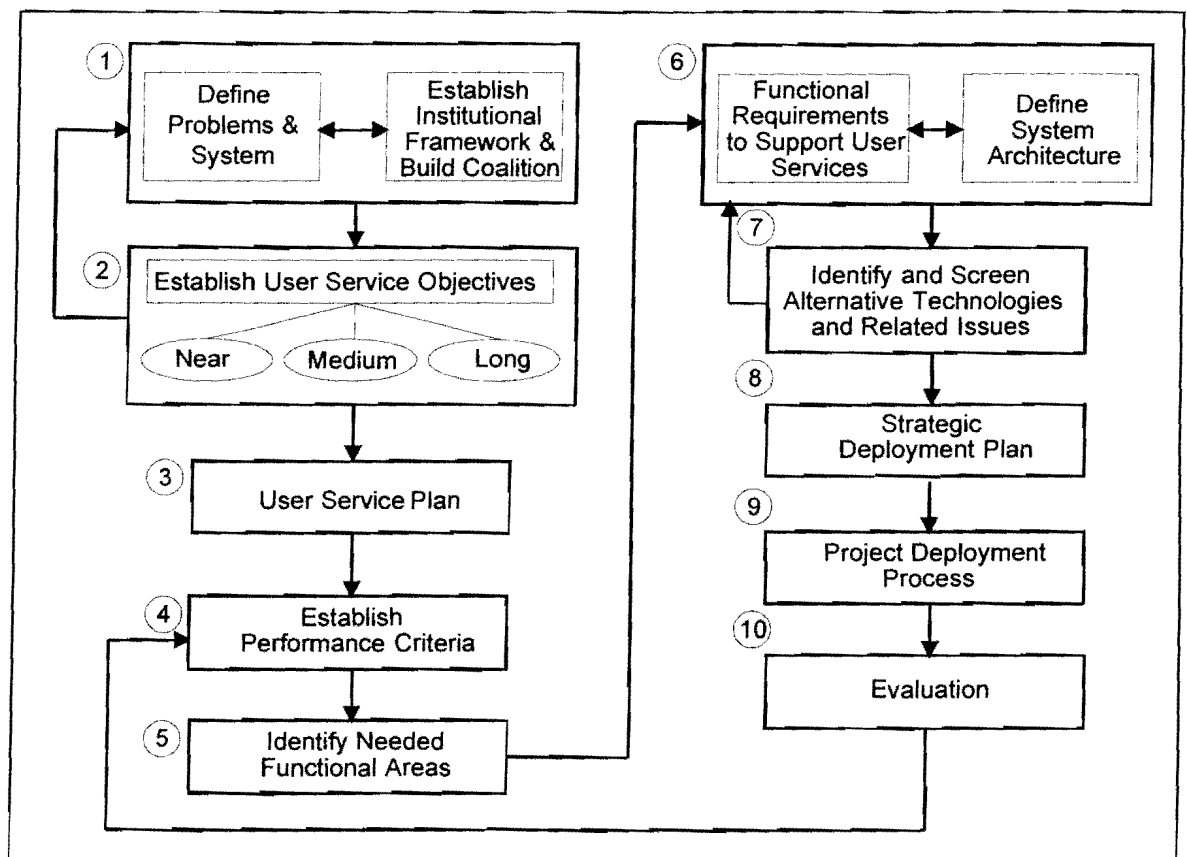 1
Define
Problems &
System
Establish
Institutional
Framework &
Build Coalition
2
Establish User Service Objectives
Near
Medium
Long
3
User Service Plan
4
Establish
Performance Criteria
5
Identify Needed
Functional Areas
6
Functional
Requirements
to Support User
Services
Define
System
Architecture
7
Identify and Screen
Alternative Technologies
and Related Issues
8
Strategic
Deployment Plan
9
Project Deployment
Process
10
Evaluation